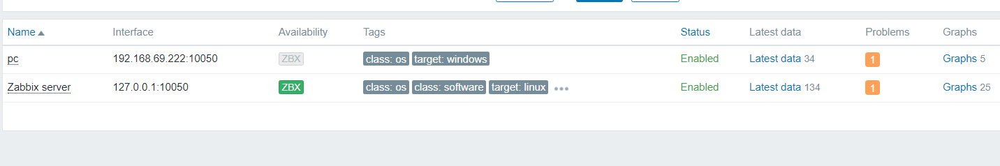 Name Interface Availability Tags Status Latest data Problems Graphs
pc 192.168.69.222:10050 ZBX class: os target: windows Enabled Latest data 34 1 Graphs 5
Zabbix server 127.0.0.1:10050 ZBX class: os class: software target: linux Enabled Latest data 134 1 Graphs 25